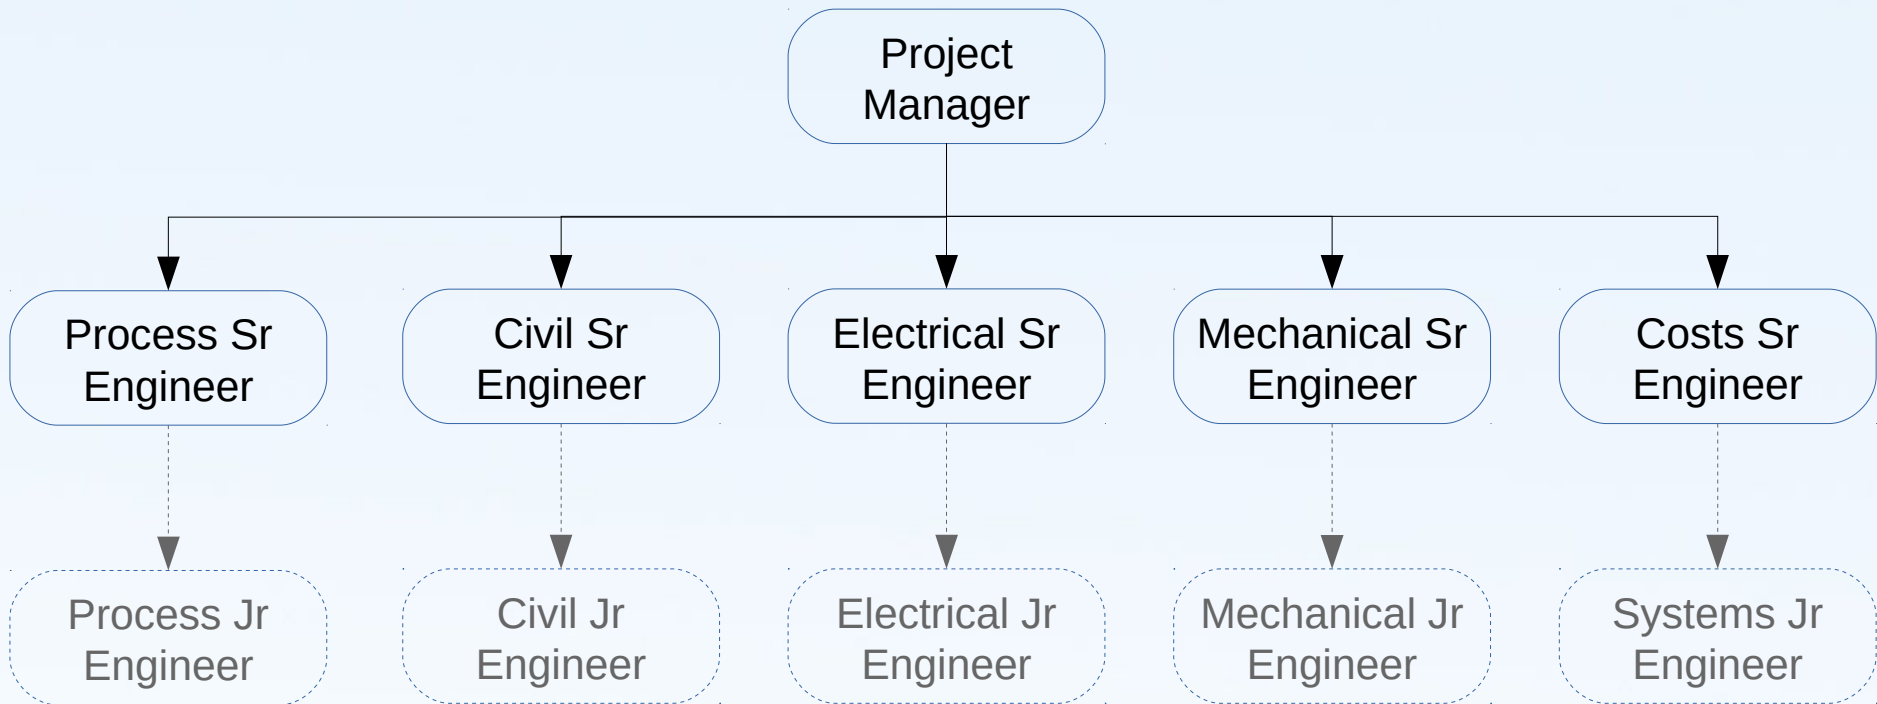 Project
Manager
Process Sr
Engineer
Civil Sr
Engineer
Electrical Sr
Engineer
Mechanical Sr
Engineer
Costs Sr
Engineer
Process Jr
Engineer
Civil Jr
Engineer
Electrical Jr
Engineer
Mechanical Jr
Engineer
Systems Jr
Engineer